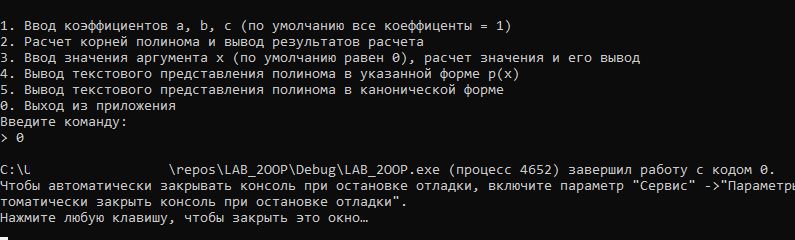 1. Ввод коэффициентов a, b, c (по умолчанию все коеффиценты = 1)
2. Расчет корней полинома и вывод результатов расчета
3. Ввод значения аргумента x (по умолчанию равен 0), расчет значения и его вывод
4. Вывод текстового представления полинома в указанной форме p(x)
5. Вывод текстового представления полинома в канонической форме
0. Выход из приложения
Введите команду:
> 0
C:\U \repos\LAB_2OOP\Debug\LAB_2OOP.exe (процесс 4652) завершил работу с кодом 0.
Чтобы автоматически закрывать консоль при остановке отладки, включите параметр "Сервис" ->"Параметры
томатически закрыть консоль при остановке отладки".
Нажмите любую клавишу, чтобы закрыть это окно…